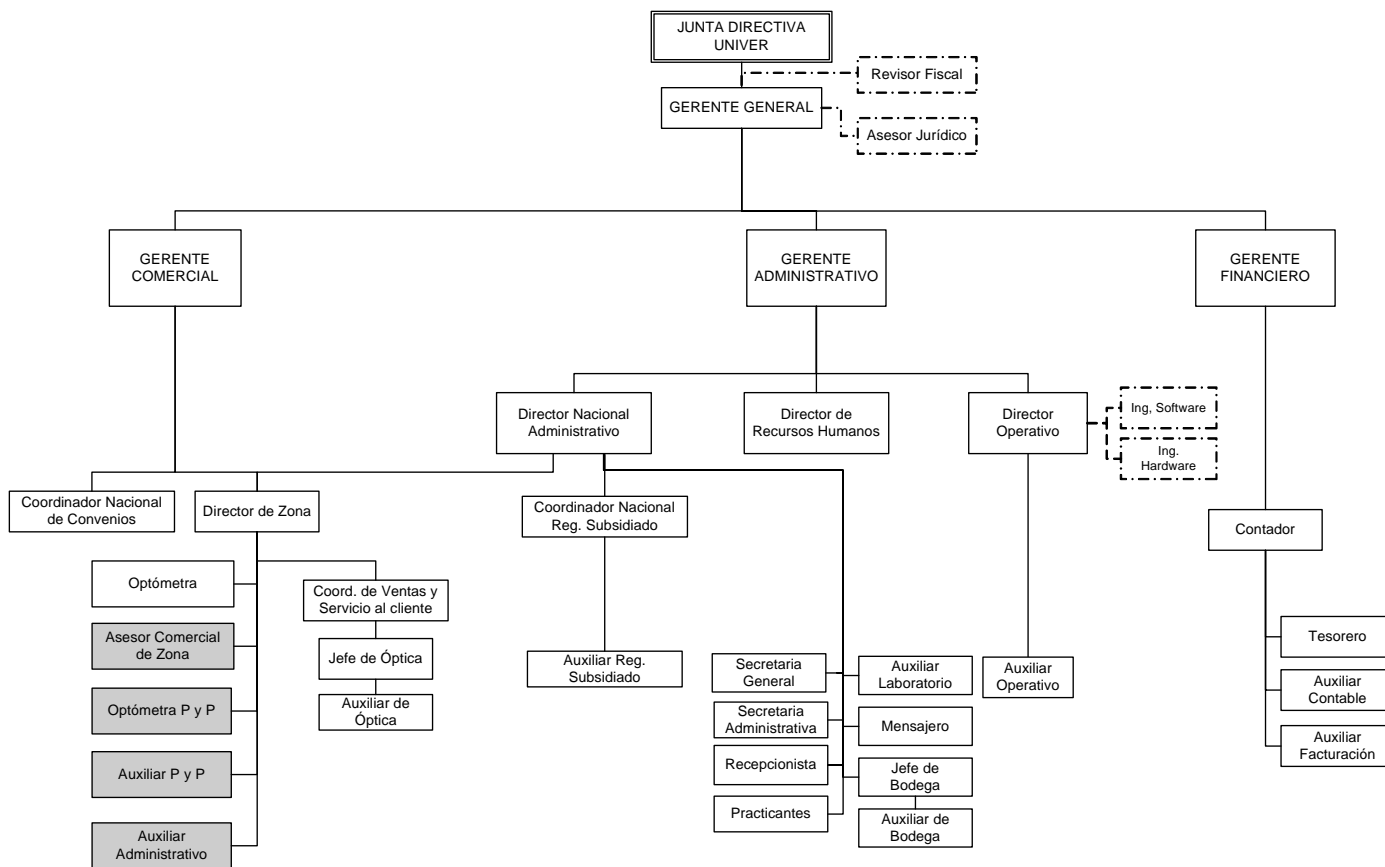 JUNTA DIRECTIVA
UNIVER
Revisor Fiscal
GERENTE GENERAL
Asesor Jurídico
GERENTE
COMERCIAL
GERENTE
ADMINISTRATIVO
GERENTE
FINANCIERO
Director Nacional
Administrativo
Director de
Recursos Humanos
Director
Operativo
Ing, Software
Ing.
Hardware
Coordinador Nacional
de Convenios
Director de Zona
Coordinador Nacional
Reg. Subsidiado
Contador
Optómetra
Asesor Comercial
de Zona
Optómetra P y P
Auxiliar P y P
Auxiliar
Administrativo
Coord. de Ventas y
Servicio al cliente
Jefe de Óptica
Auxiliar de
Óptica
Auxiliar Reg.
Subsidiado
Secretaria
General
Secretaria
Administrativa
Recepcionista
Practicantes
Auxiliar
Laboratorio
Mensajero
Jefe de
Bodega
Auxiliar de
Bodega
Auxiliar
Operativo
Tesorero
Auxiliar
Contable
Auxiliar
Facturación